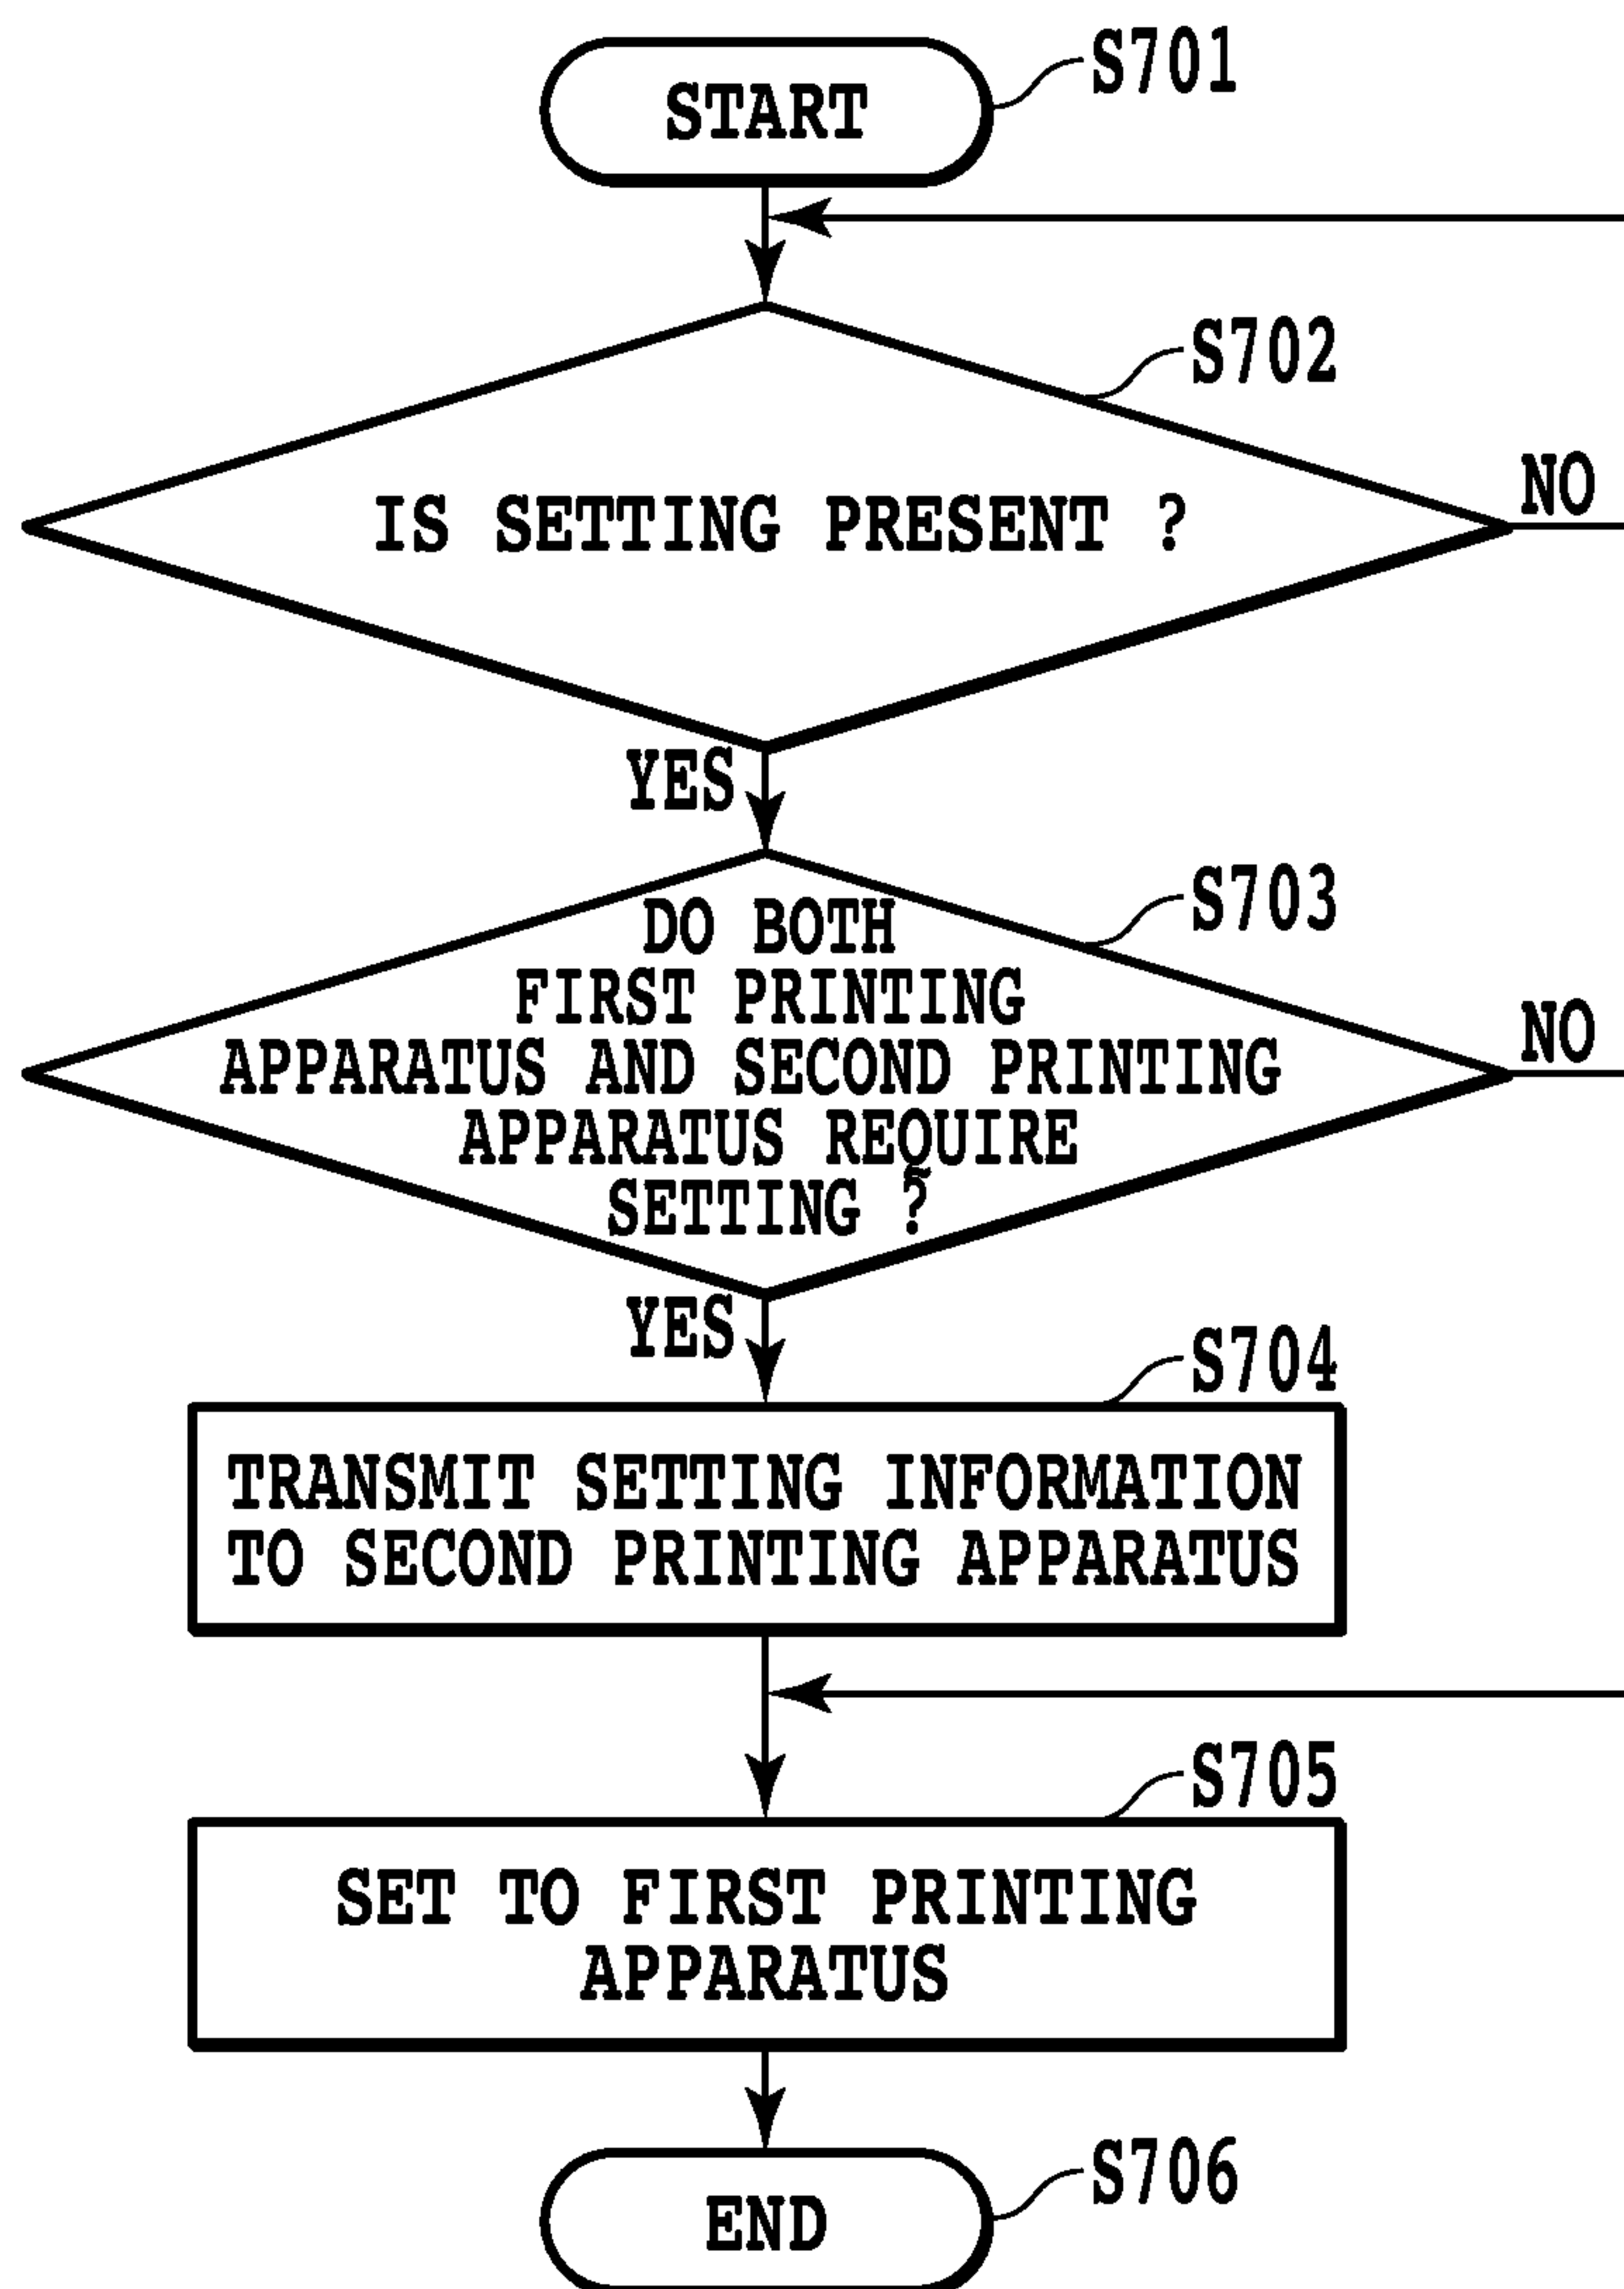 START
S701
S702
IS SETTING PRESENT ?
NO
YES
S703
DO BOTH
FIRST PRINTING
APPARATUS AND SECOND PRINTING
APPARATUS REQUIRE
SETTING ?
NO
YES
S704
TRANSMIT SETTING INFORMATION
TO SECOND PRINTING APPARATUS
S705
SET TO FIRST PRINTING
APPARATUS
S706
END